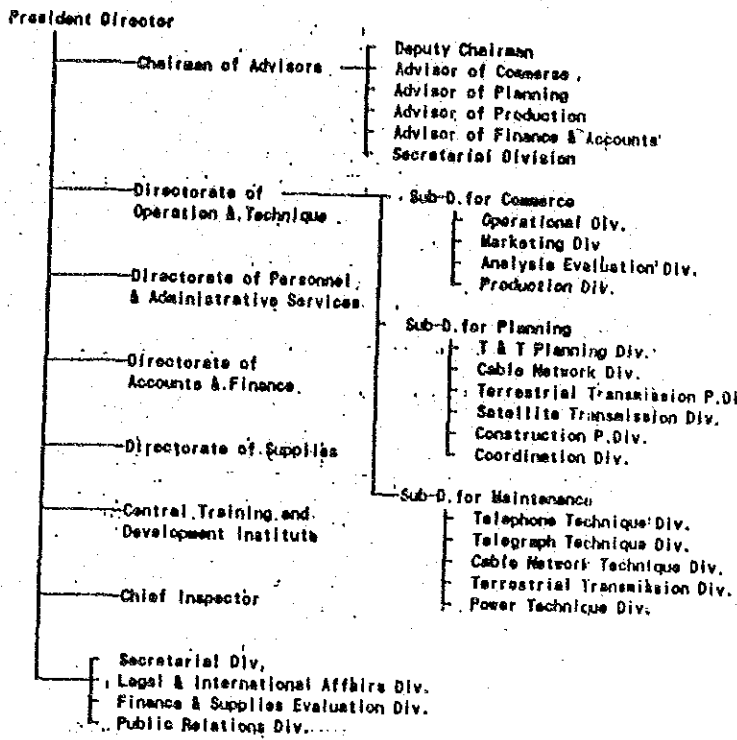 President Director
Chairman of Advisors
Deputy Chairman
Advisor of Commerce
Advisor of Planning
Advisor of Production
Advisor of Finance & Accounts
Secretarial Division
Directorate of
Operation & Technique
Sub-D. for Commerce
Operational Div.
Marketing Div
Analysis Evaluation Div.
Production Div.
Directorate of Personnel
& Administrative Services
Sub-D. for Planning
T & T Planning Div.
Cable Network Div.
Terrestrial Transmission P.Di
Satellite Transmission Div.
Construction P.Div.
Coordination Div.
Directorate of
Accounts & Finance
Directorate of Supplies
Sub-D. for Maintenance
Telephone Technique Div.
Telegraph Technique Div.
Cable Network Technique Div.
Terrestrial Transmission Div.
Power Technique Div.
Central Training and
Development Institute
Chief Inspector
Secretarial Div.
Legal & International Affairs Div.
Finance & Supplies Evaluation Div.
Public Relations Div.